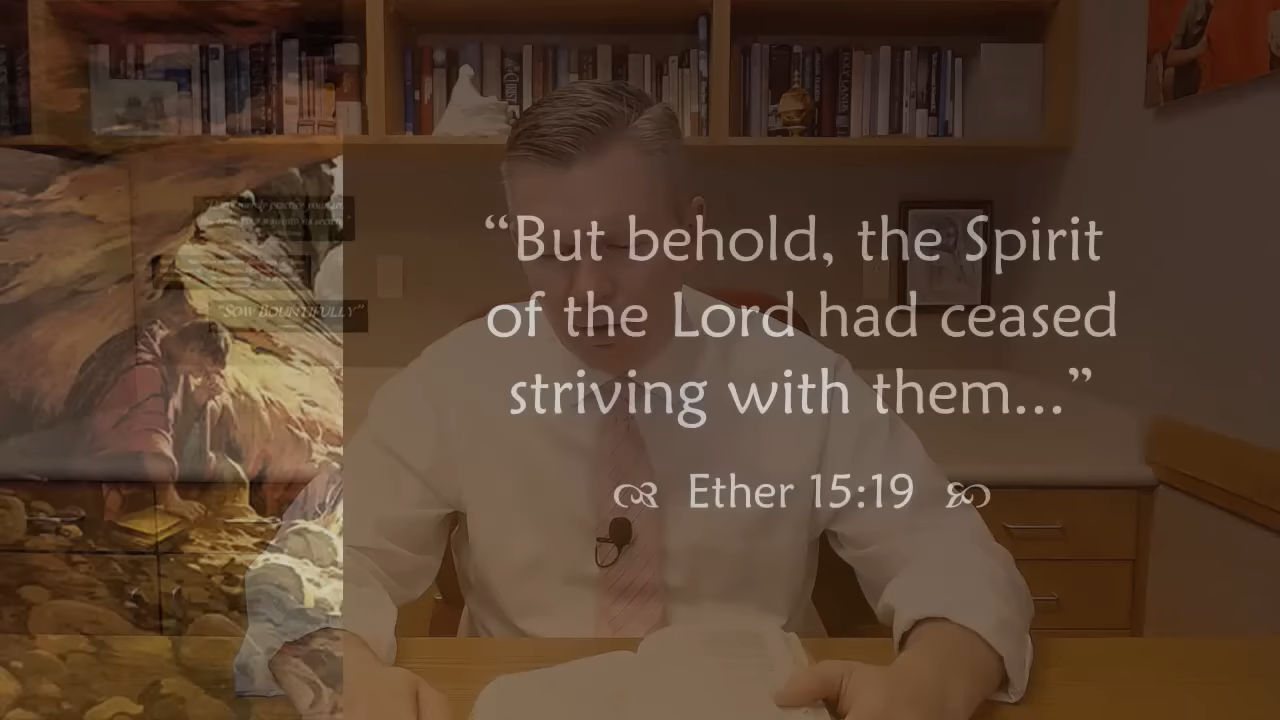 “But behold, the Spirit
of the Lord had ceased
striving with them...”
Ether 15:19
"SOW BOUNTIFULLY"